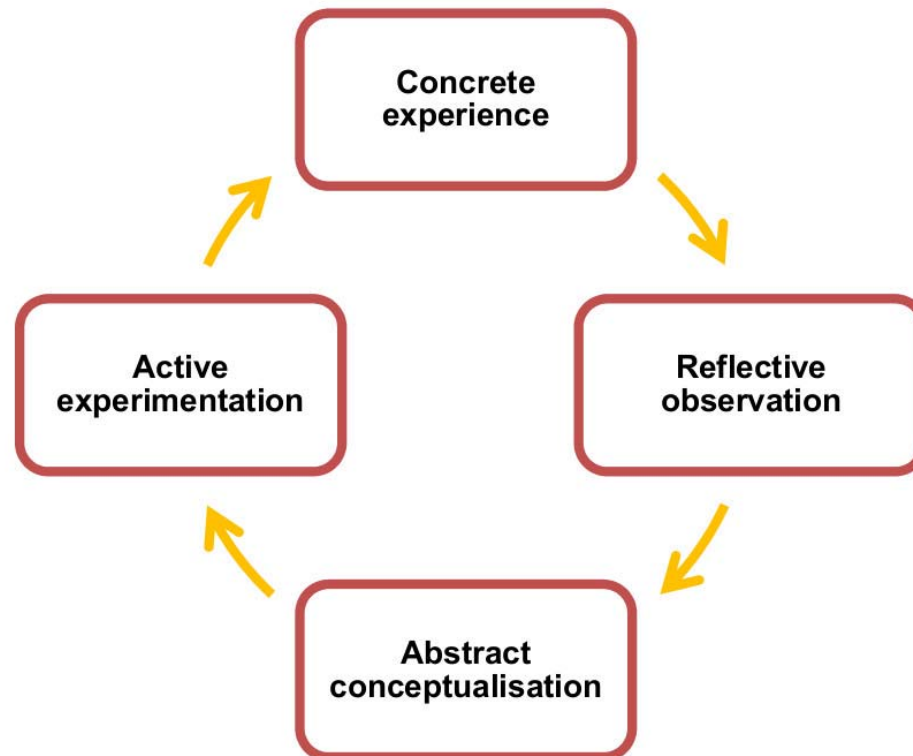 Concrete
experience
Reflective
observation
Abstract
conceptualisation
Active
experimentation